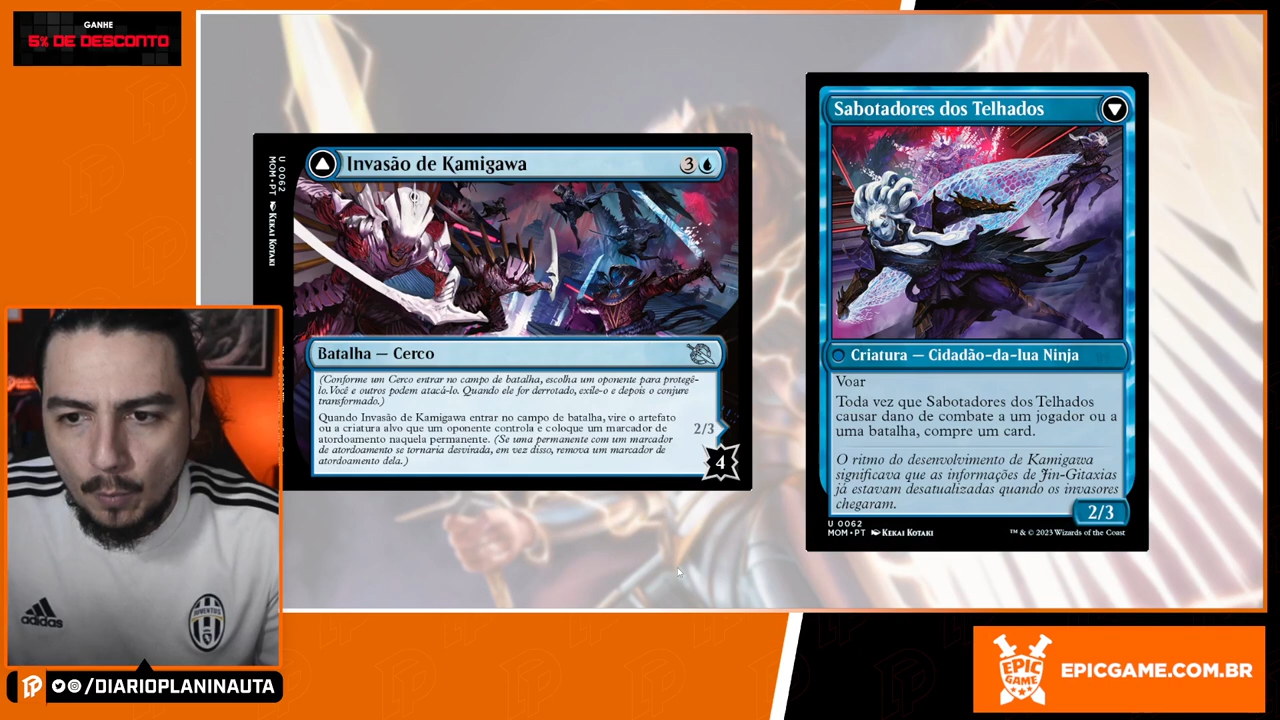 GANHE
5% DE DESCONTO
Invasão de Kamigawa
3
U 0062
MOM • PT KEKAI KOTAKI
Batalha — Cerco
(Conforme um Cerco entrar no campo de batalha, escolha um oponente para protegê-
lo. Você e outros podem atacá-lo. Quando ele for derrotado, exile-o e depois o conjure
transformado.)
Quando Invasão de Kamigawa entrar no campo de batalha, vire o artefato
ou a criatura alvo que um oponente controla e coloque um marcador de
atordoamento naquela permanente. (Se uma permanente com um marcador
de atordoamento se tornaria desvirada, em vez disso, remova um marcador de
atordoamento dela.)
2/3
4
Sabotadores dos Telhados
Criatura — Cidadão-da-lua Ninja
Voar
Toda vez que Sabotadores dos Telhados
causar dano de combate a um jogador ou a
uma batalha, compre um card.
O ritmo do desenvolvimento de Kamigawa
significava que as informações de Jin-Gitaxias
já estavam desatualizadas quando os invasores
chegaram.
2/3
U 0062
MOM • PT KEKAI KOTAKI
™ & © 2023 Wizards of the Coast
adidas
JUVENTUS
/DIARIOPLANINAUTA
EPIC
GAME
EPICGAME.COM.BR